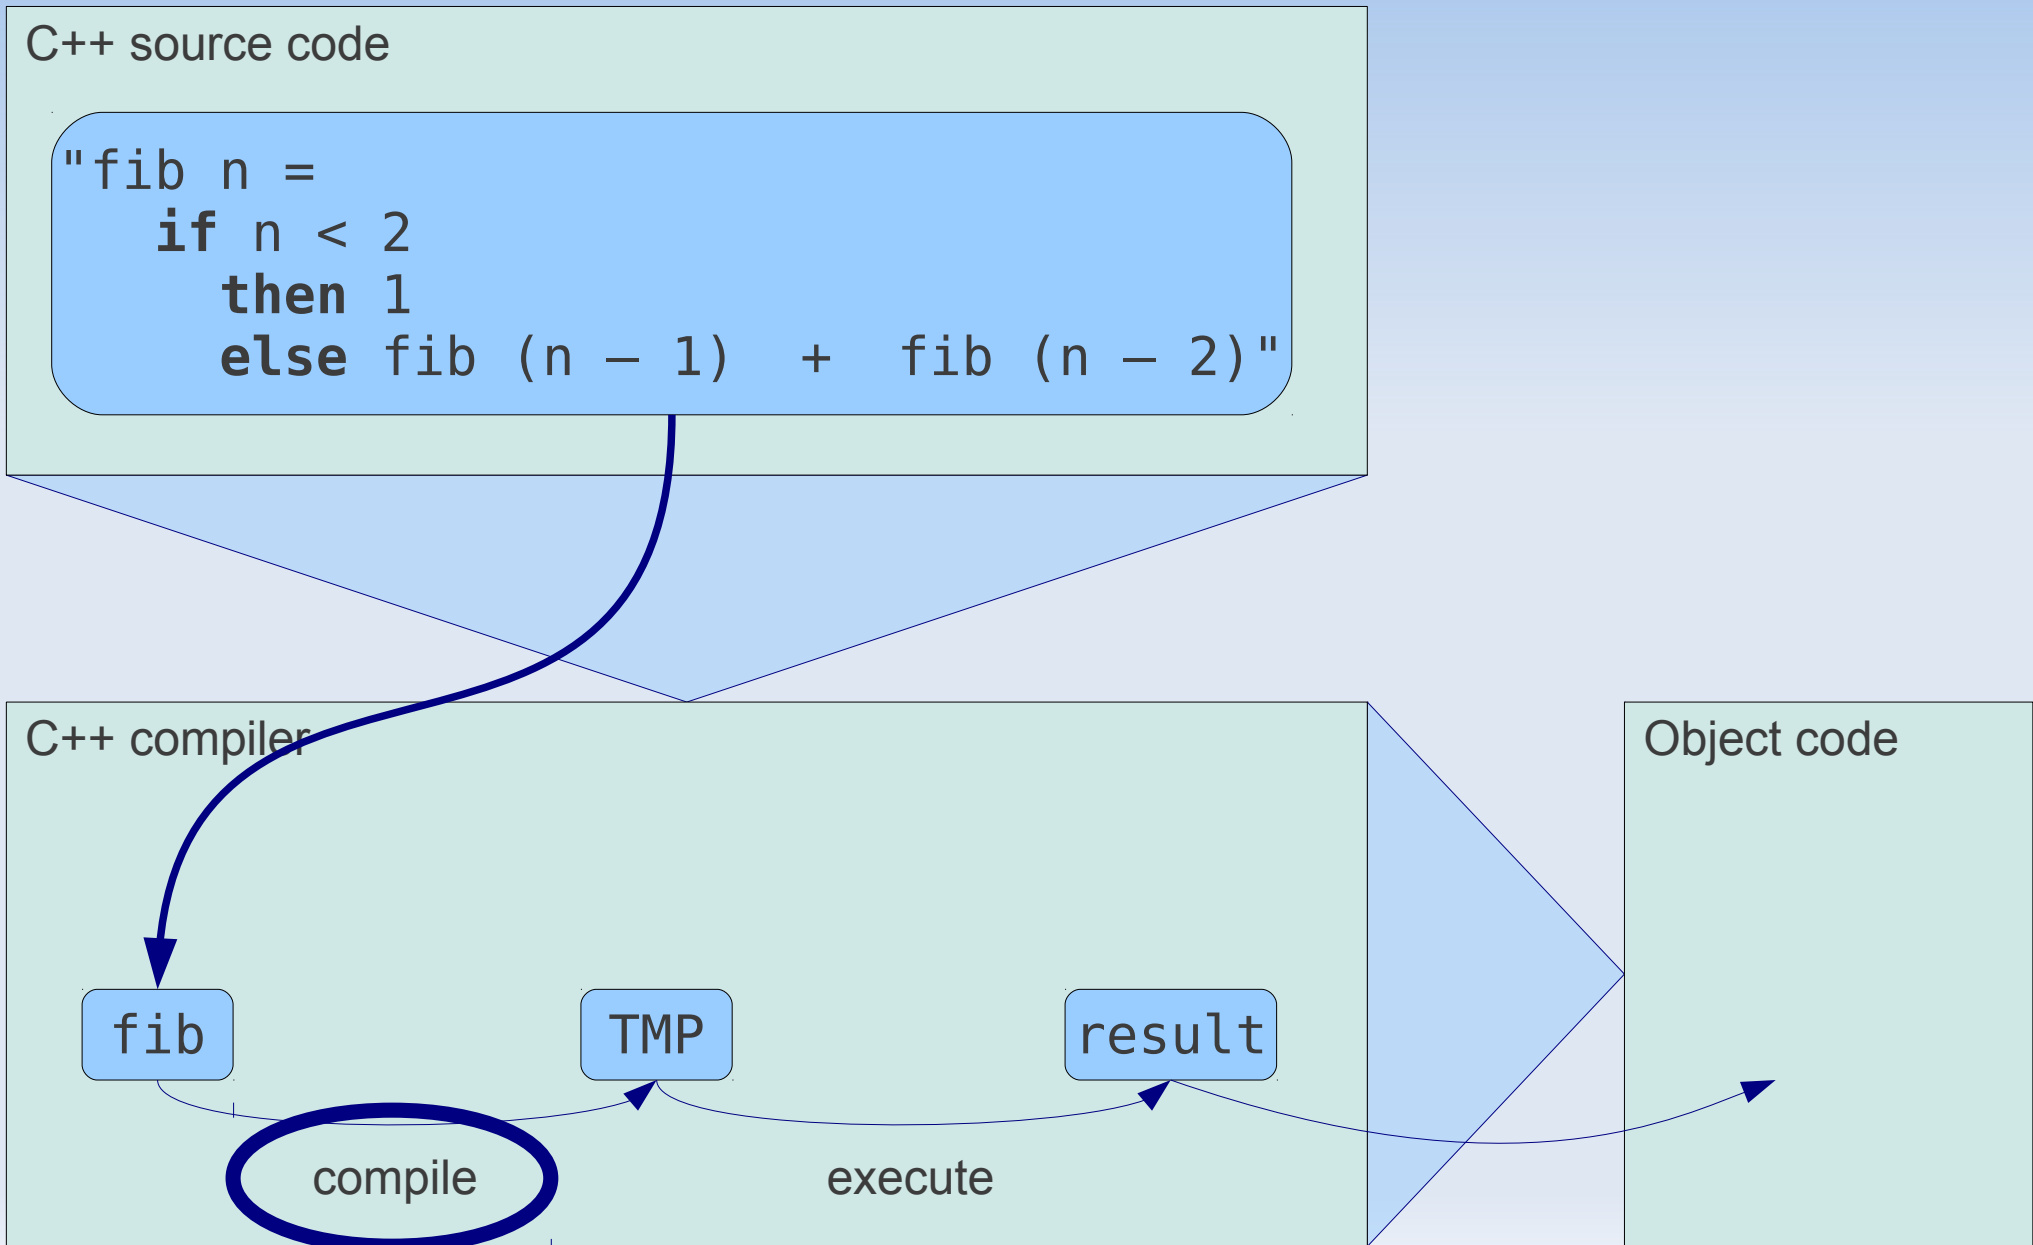 C++ source code
"fib n =
if n < 2
then 1
else fib (n – 1) + fib (n – 2)"
C++ compiler
Object code
fib
TMP
result
compile
execute